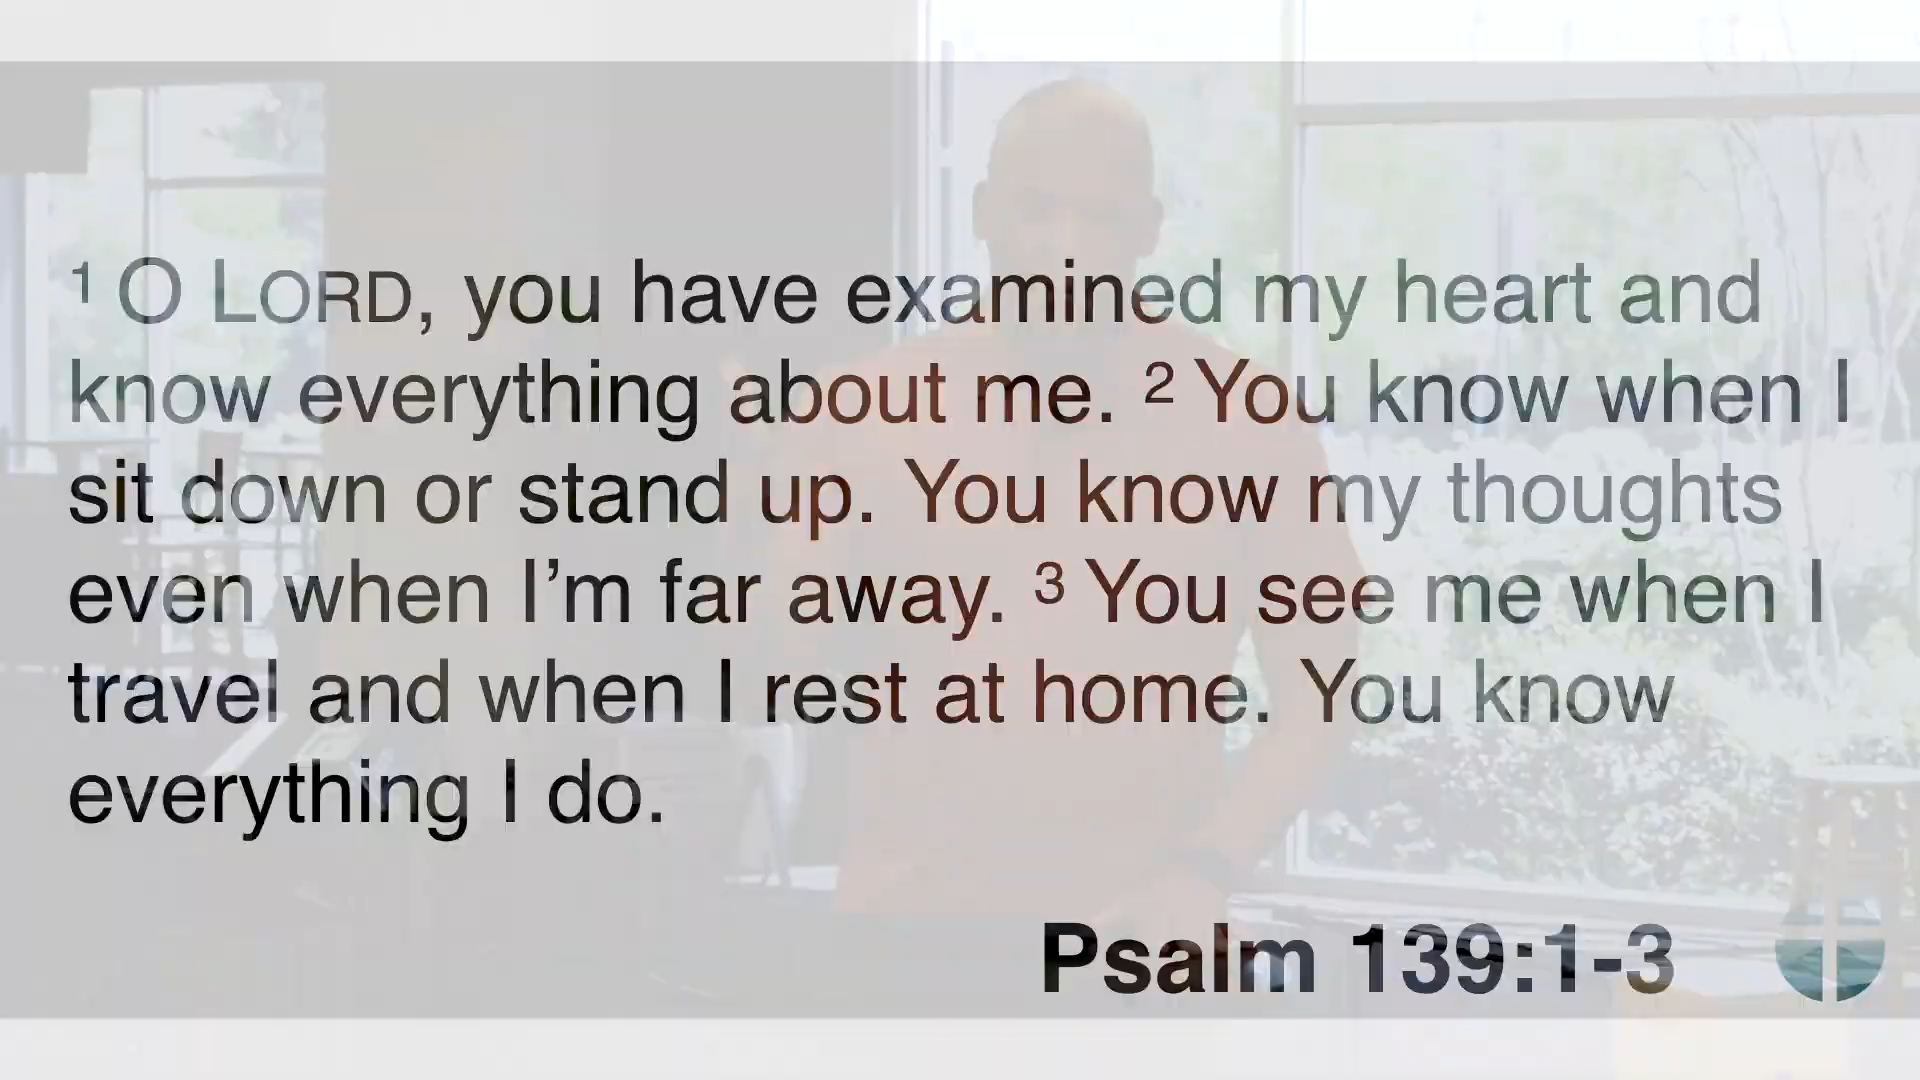 1 O LORD, you have examined my heart and
know everything about me. 2 You know when I
sit down or stand up. You know my thoughts
even when I’m far away. 3 You see me when I
travel and when I rest at home. You know
everything I do.
Psalm 139:1-3